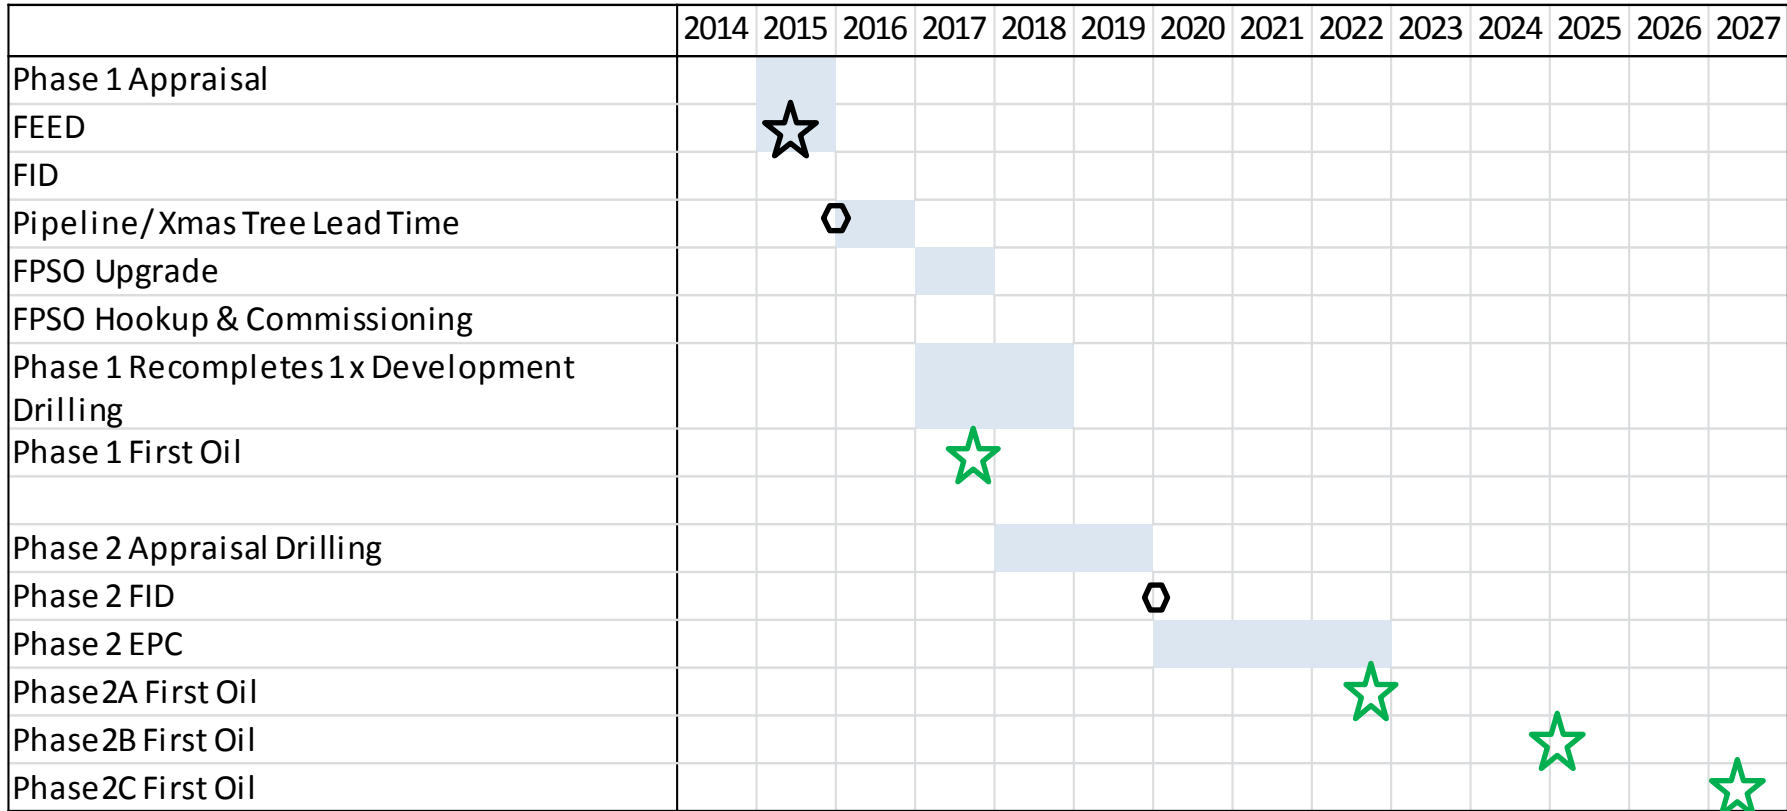 2014 2015 2016 2017 2018 2019 2020 2021 2022 2023 2024 2025 2026 2027
Phase 1 Appraisal
FEED
FID
Pipeline/Xmas Tree Lead Time
FPSO Upgrade
FPSO Hookup & Commissioning
Phase 1 Recompletes 1x Development
Drilling
Phase 1 First Oil
Phase 2 Appraisal Drilling
Phase 2 FID
Phase 2 EPC
Phase2A First Oil
Phase2B First Oil
Phase2C First Oil